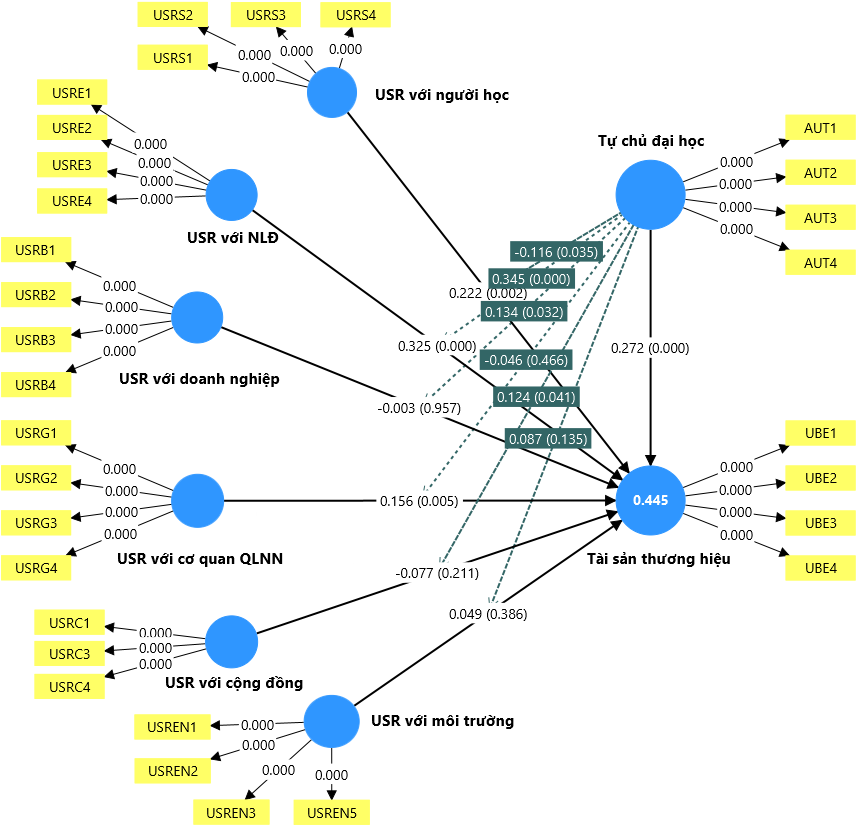 USRS2
USRS3
USRS4
USRS1
0.000
0.000
0.000
0.000
USR với người học
USRE1
USRE2
USRE3
USRE4
0.000
0.000
0.000
0.000
USR với NLĐ
Tự chủ đại học
AUT1
AUT2
AUT3
AUT4
0.000
0.000
0.000
0.000
USRB1
USRB2
USRB3
USRB4
0.000
0.000
0.000
0.000
USR với doanh nghiệp
-0.116 (0.035)
0.345 (0.000)
0.222 (0.002)
0.134 (0.032)
0.325 (0.000)
0.272 (0.000)
-0.046 (0.466)
0.124 (0.041)
-0.003 (0.957)
0.087 (0.135)
USRG1
USRG2
USRG3
USRG4
0.000
0.000
0.000
0.000
USR với cơ quan QLNN
0.156 (0.005)
0.445
Tài sản thương hiệu
UBE1
UBE2
UBE3
UBE4
0.000
0.000
0.000
0.000
-0.077 (0.211)
0.049 (0.386)
USRC1
USRC3
USRC4
0.000
0.000
0.000
USR với cộng đồng
USREN1
USREN2
USREN3
USREN5
0.000
0.000
0.000
0.000
USR với môi trường